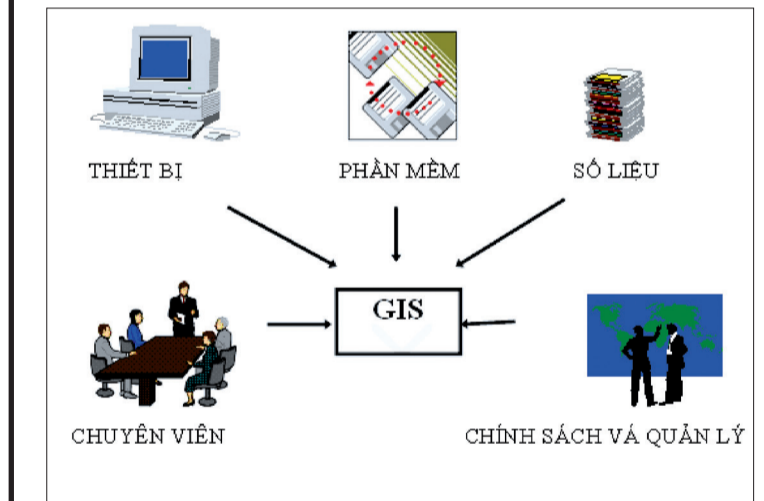 THIẾT BỊ
PHẦN MỀM
SỐ LIỆU
GIS
CHUYÊN VIÊN
CHÍNH SÁCH VÁ QUẢN LÝ